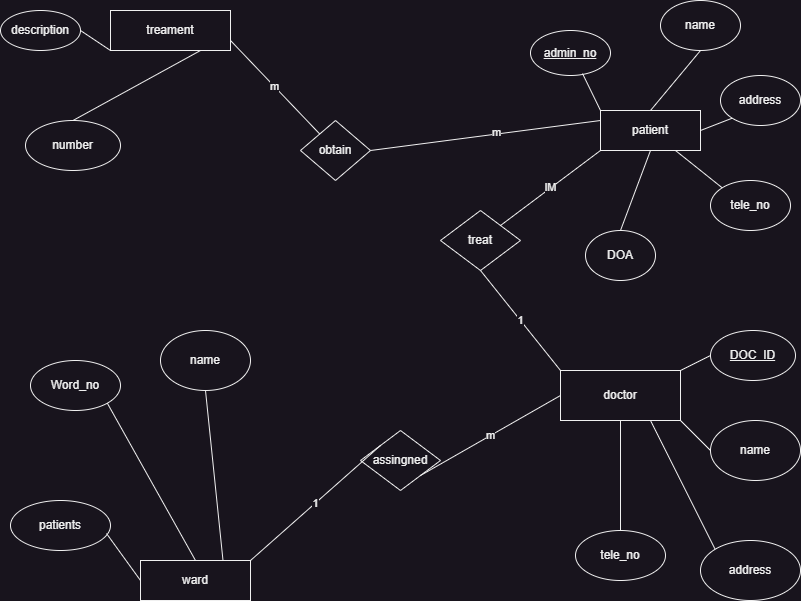 description
treament
name
admin_no
address
m
number
patient
m
obtain
IM
tele_no
treat
DOA
1
name
DOC_ID
Word_no
doctor
m
name
assingned
1
patients
tele_no
address
ward